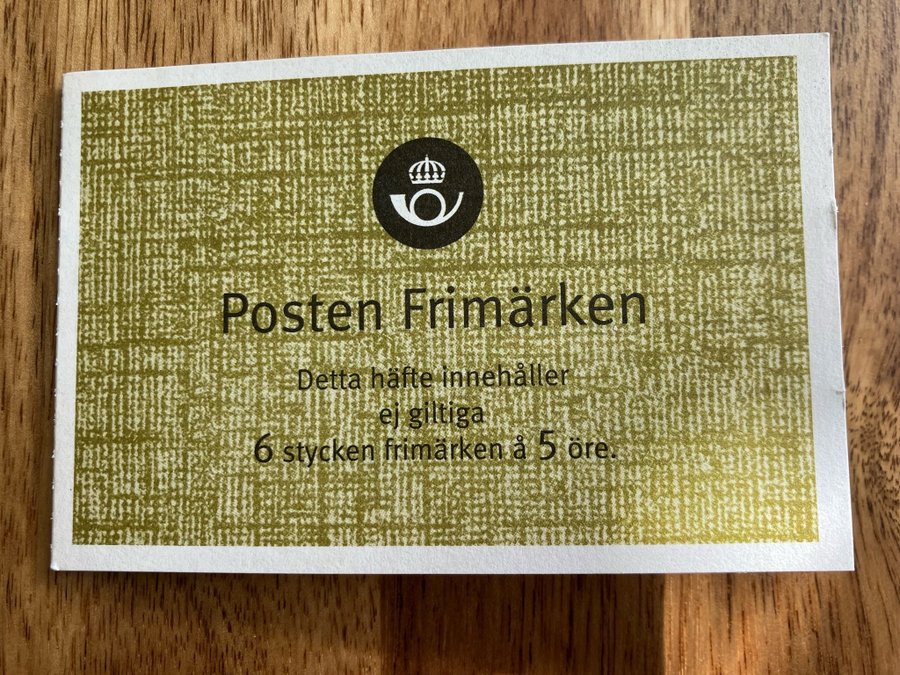 Posten Frimärken
Detta häfte innehåller
ej giltiga
6 stycken frimärken å 5 öre.